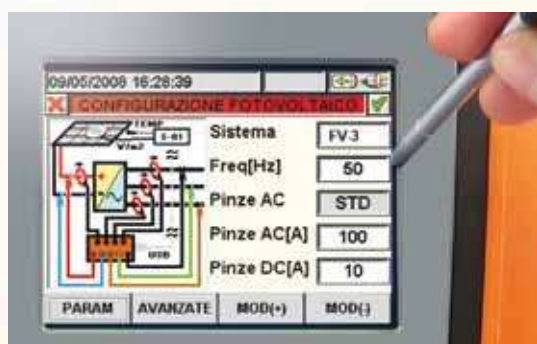 09/05/2008 16:28:39
CONFIGURAZIONE FOTOVOLTAICO
TEMP
Sistema FV3
Freq[Hz] 50
Pinze AC STD
Pinze AC[A] 100
Pinze DC[A] 10
USB
PARAM AVANZATE MOD(+) MOD(-)